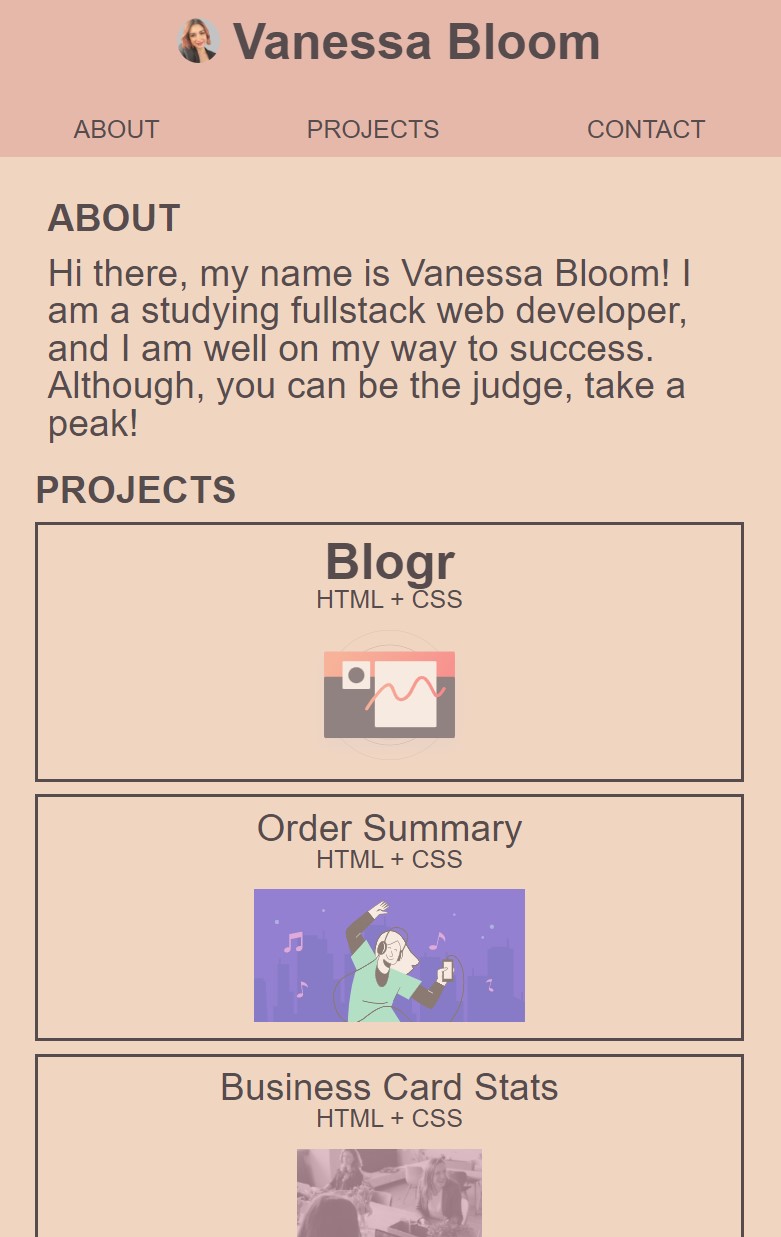 Vanessa Bloom
ABOUT PROJECTS CONTACT
ABOUT
Hi there, my name is Vanessa Bloom! I
am a studying fullstack web developer,
and I am well on my way to success.
Although, you can be the judge, take a
peak!
PROJECTS
Blogr
HTML + CSS
Order Summary
HTML + CSS
Business Card Stats
HTML + CSS